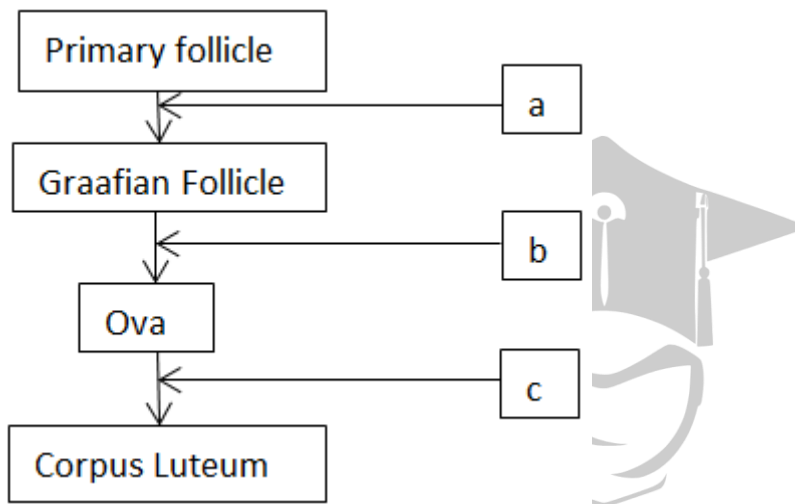 Primary follicle
a
Graafian Follicle
b
Ova
c
Corpus Luteum